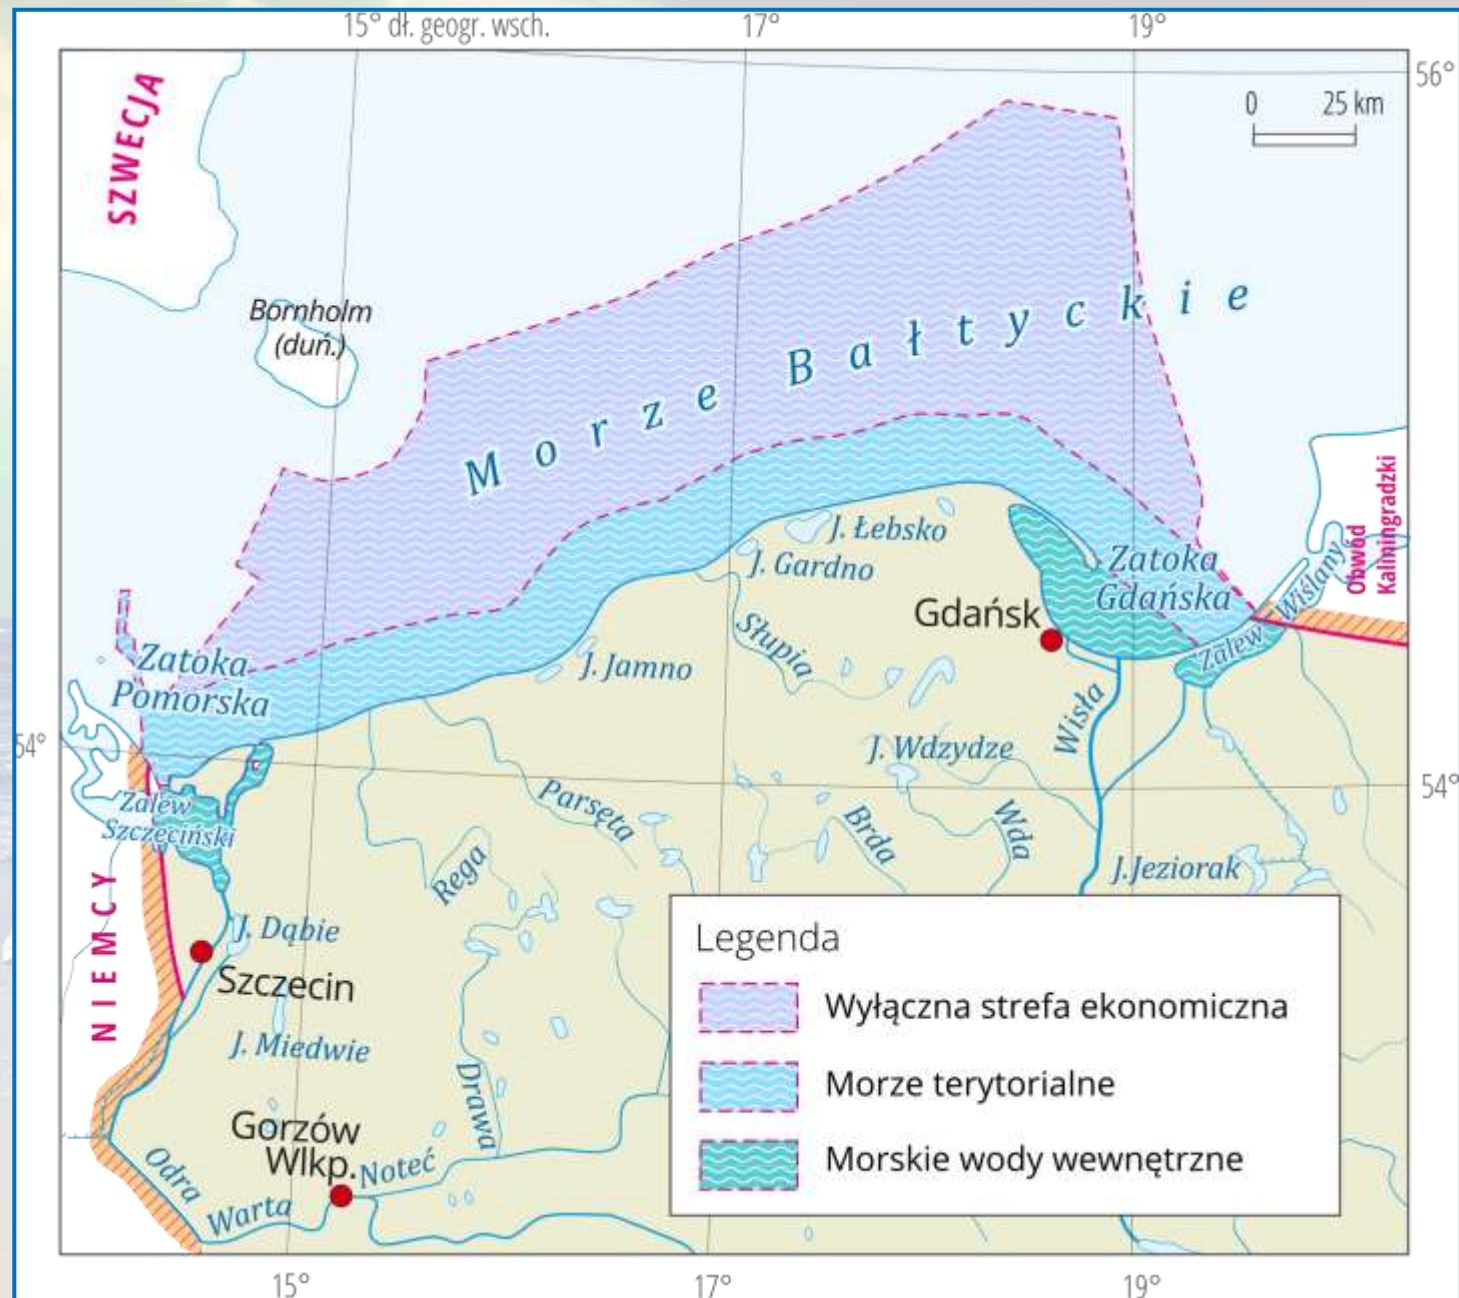 15° dł. geogr. wsch.
17°
19°
56°
0 25 km
SZWECJA
Bornholm
(duń.)
Morze Bałtyckie
Obwód
Kaliningradzki
J. Łebsko
J. Gardno
Zatoka
Gdańska
Zalew Wiślany
Gdańsk
Słupia
J. Jamno
Zatoka
Pomorska
Wisła
54°
J. Wdzydze
54°
Zalew
Szczeciński
Parsęta
Rega
Brda
Wda
J.Jeziorak
NIEMCY
J. Dąbie
Szczecin
J. Miedwie
Drawa
Gorzów
Wlkp.
Noteć
Odra
Warta
Legenda
Wyłączna strefa ekonomiczna
Morze terytorialne
Morskie wody wewnętrzne
15°
17°
19°